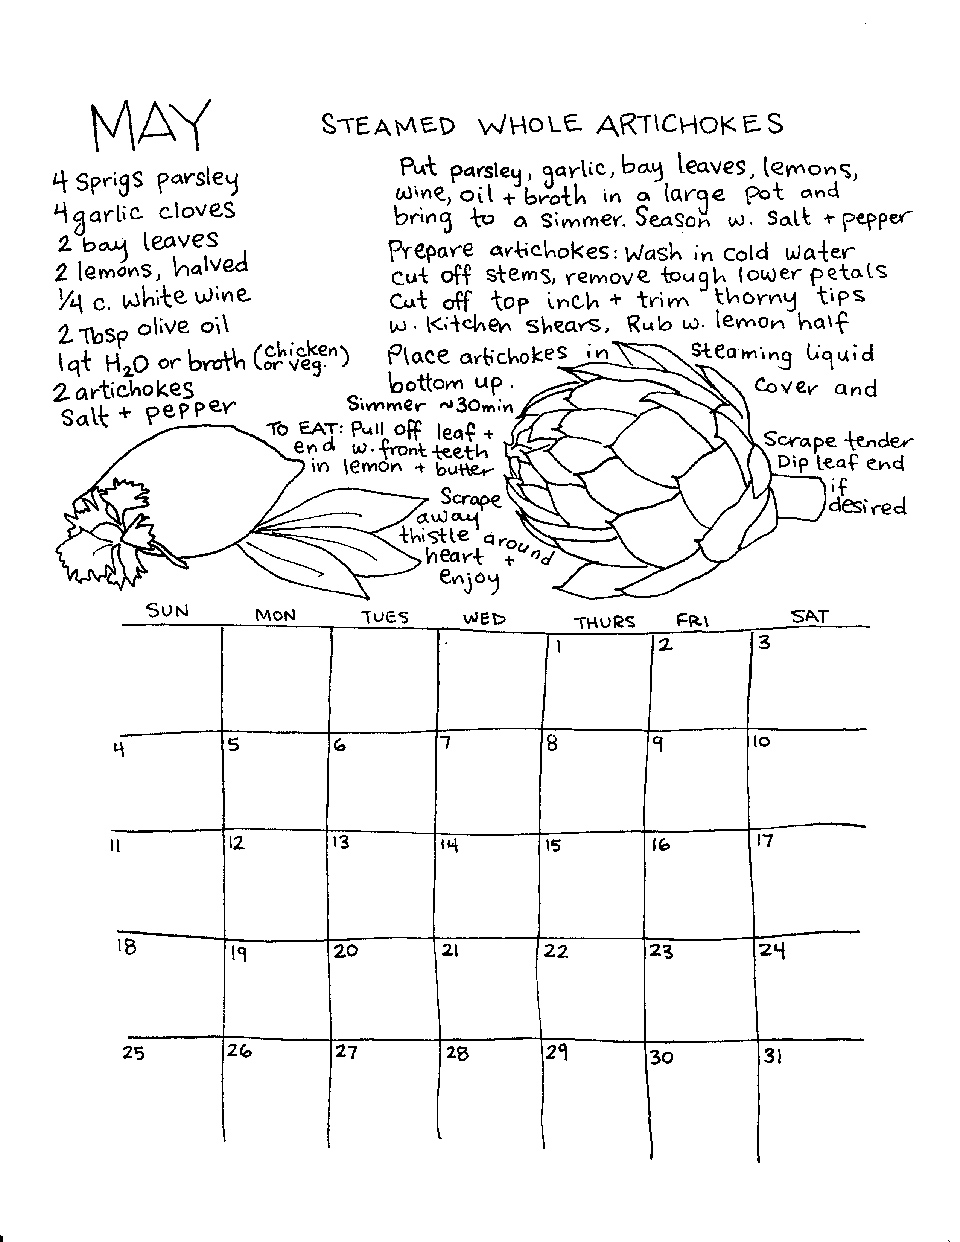 MAY
STEAMED WHOLE ARTICHOKES
4 Sprigs parsley
4 garlic cloves
2 bay leaves
2 lemons, halved
1/4 c. white wine
2 Tbsp olive oil
1qt H2O or broth (chicken or veg.)
2 artichokes
Salt + pepper
Put parsley, garlic, bay leaves, lemons,
wine, oil + broth in a large pot and
bring to a simmer. Season w. salt + pepper
Prepare artichokes: Wash in cold water
cut off stems, remove tough lower petals
Cut off top inch + trim thorny tips
w. Kitchen Shears, Rub w. lemon half
Place artichokes in steaming liquid
bottom up. Cover and
Simmer ~30min
TO EAT: Pull off leaf + Scrape tender
end w. front teeth Dip leaf end
in lemon + butter if
desired
Scrape
away
thistle around
heart +
enjoy
SUN MON TUES WED THURS FRI SAT
1 2 3
4 5 6 7 8 9 10
11 12 13 14 15 16 17
18 19 20 21 22 23 24
25 26 27 28 29 30 31